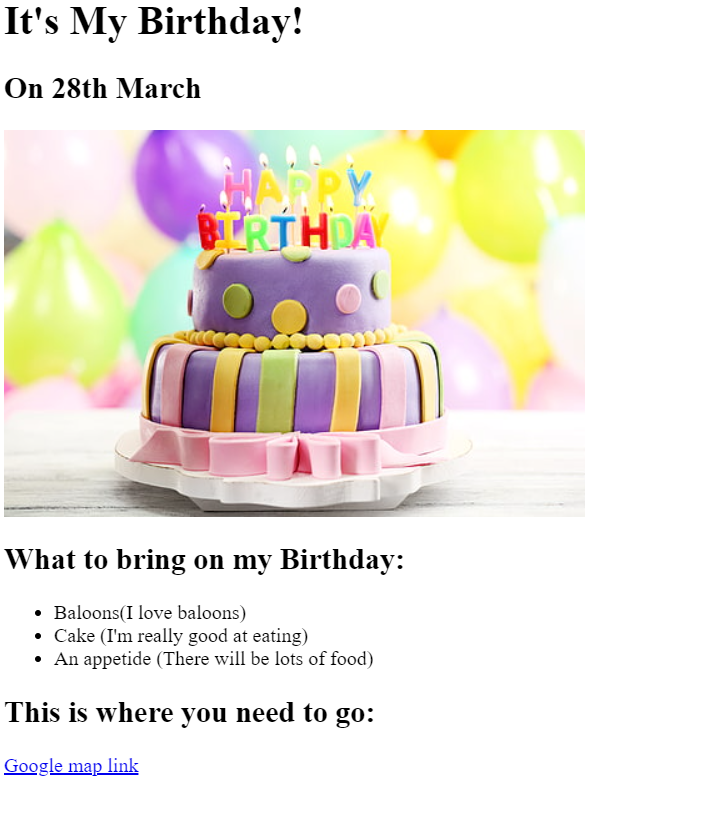 It's My Birthday!
On 28th March
HAPPY
BIRTHDAY
What to bring on my Birthday:
Baloons(I love baloons)
Cake (I'm really good at eating)
An appetide (There will be lots of food)
This is where you need to go:
Google map link